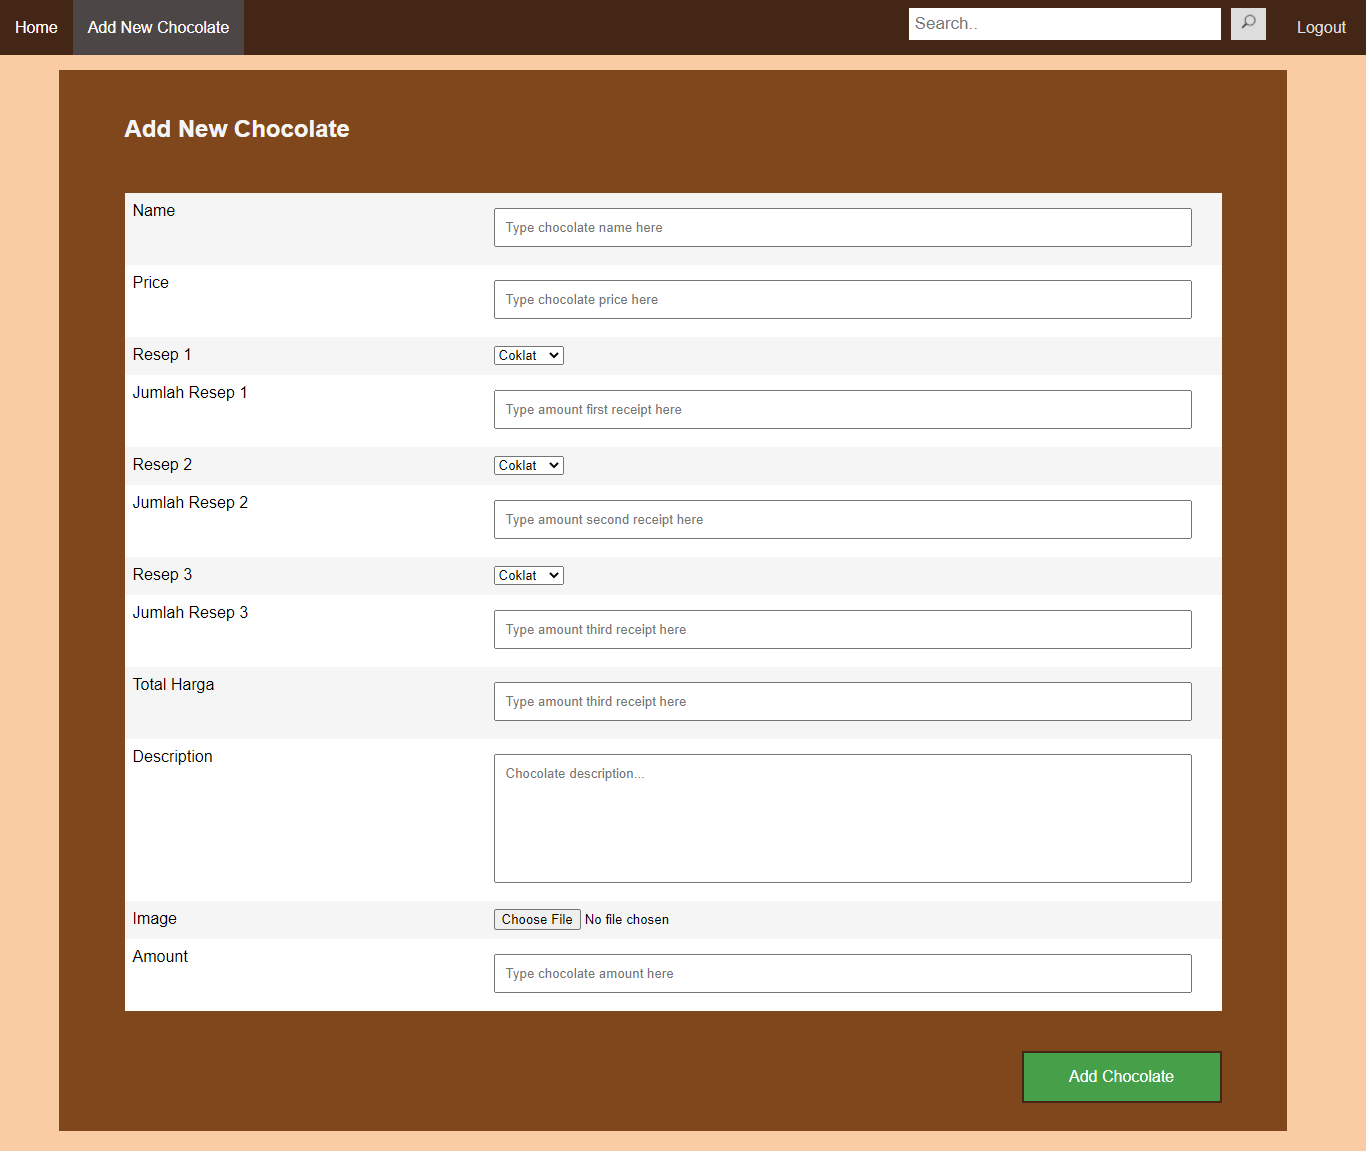 Home Add New Chocolate Search.. Logout
Add New Chocolate
Name Type chocolate name here
Price Type chocolate price here
Resep 1 Coklat
Jumlah Resep 1 Type amount first receipt here
Resep 2 Coklat
Jumlah Resep 2 Type amount second receipt here
Resep 3 Coklat
Jumlah Resep 3 Type amount third receipt here
Total Harga Type amount third receipt here
Description Chocolate description...
Image Choose File No file chosen
Amount Type chocolate amount here
Add Chocolate